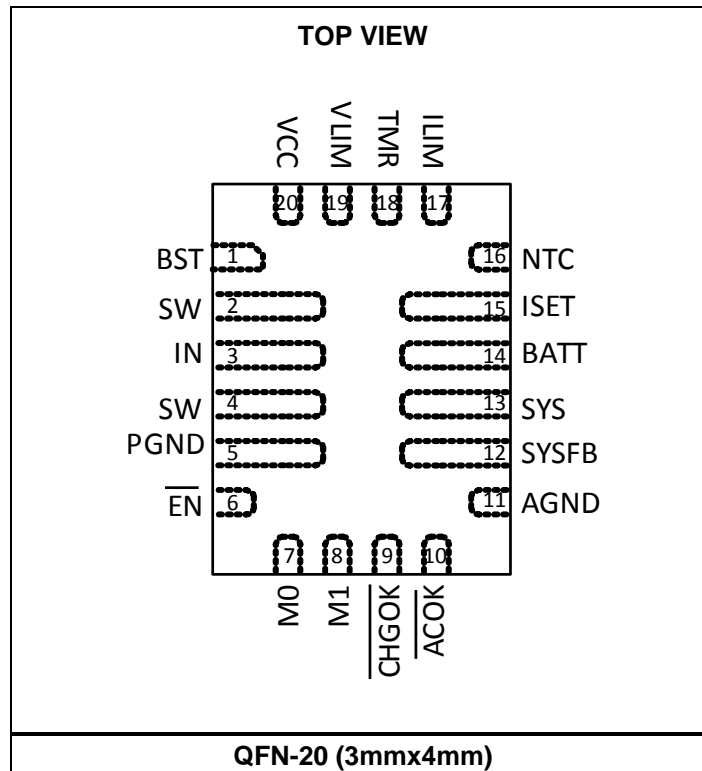 TOP VIEW
VCC
VLIM
TMR
ILIM
20
19
18
17
BST 1
16 NTC
SW 2
15 ISET
IN 3
14 BATT
SW 4
13 SYS
PGND 5
12 SYSFB
EN 6
11 AGND
7
8
9
10
M0
M1
CHGOK
ACOK
QFN-20 (3mmx4mm)